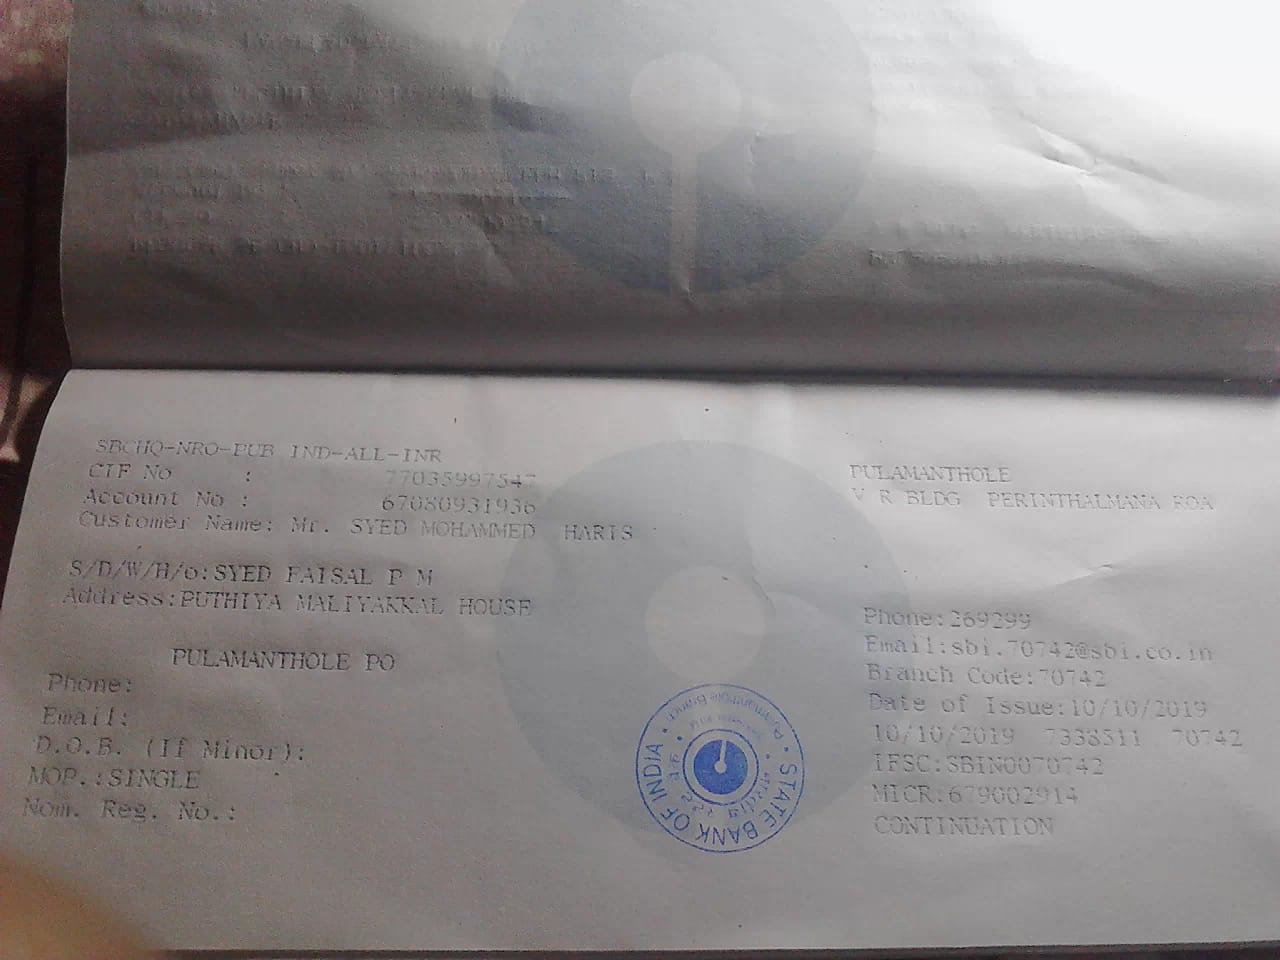 SBCHQ-NRO-PUB IND-ALL-INR
CIF No : 77035997547
Account No : 67080931936
Customer Name: Mr. SYED MOHAMMED HARIS
S/D/W/H/o:SYED FAISAL P M
Address:PUTHIYA MALIYAKKAL HOUSE
PULAMANTHOLE PO
Phone:
Email:
D.O.B. (If Minor):
MOP.:SINGLE
Nom. Reg. No.:
PULAMANTHOLE
V R BLDG PERINTHALMANA ROA
Phone:269299
Email:sbi.70742@sbi.co.in
Branch Code:70742
Date of Issue:10/10/2019
10/10/2019 7338511 70742
IFSC:SBIN0070742
MICR:679002914
CONTINUATION
STATE BANK OF INDIA
Pulamanthole Branch